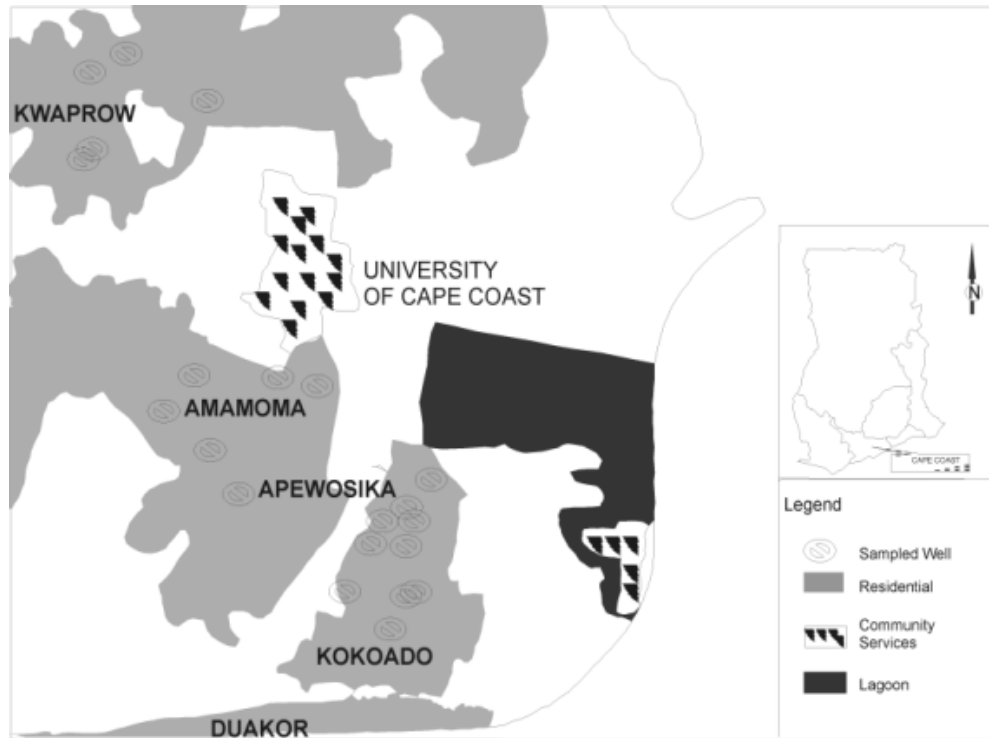 KWAPROW
UNIVERSITY
OF CAPE COAST
AMAMOMA
APEWOSIKA
KOKOADO
DUAKOR
N
CAPE COAST
Legend
Sampled Well
Residential
Community
Services
Lagoon